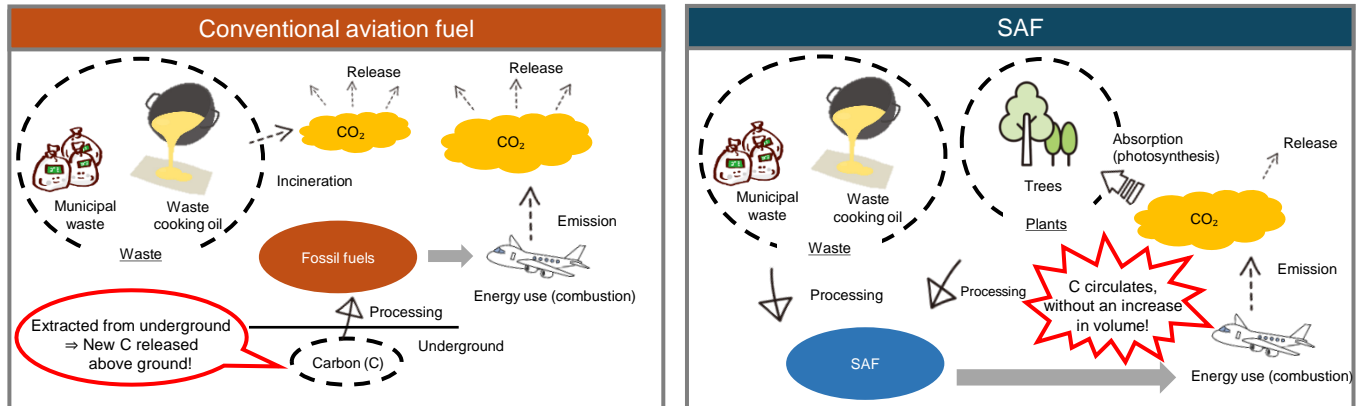 Conventional aviation fuel
Release
Release
CO₂
CO₂
Incineration
Municipal
waste
Waste
cooking oil
Waste
Emission
Fossil fuels
Energy use (combustion)
Processing
Extracted from underground
⇒ New C released
above ground!
Underground
Carbon (C)
SAF
Absorption
(photosynthesis)
Release
Municipal
waste
Waste
cooking oil
Waste
Trees
Plants
CO₂
Processing
Processing
C circulates,
without an increase
in volume!
Emission
SAF
Energy use (combustion)